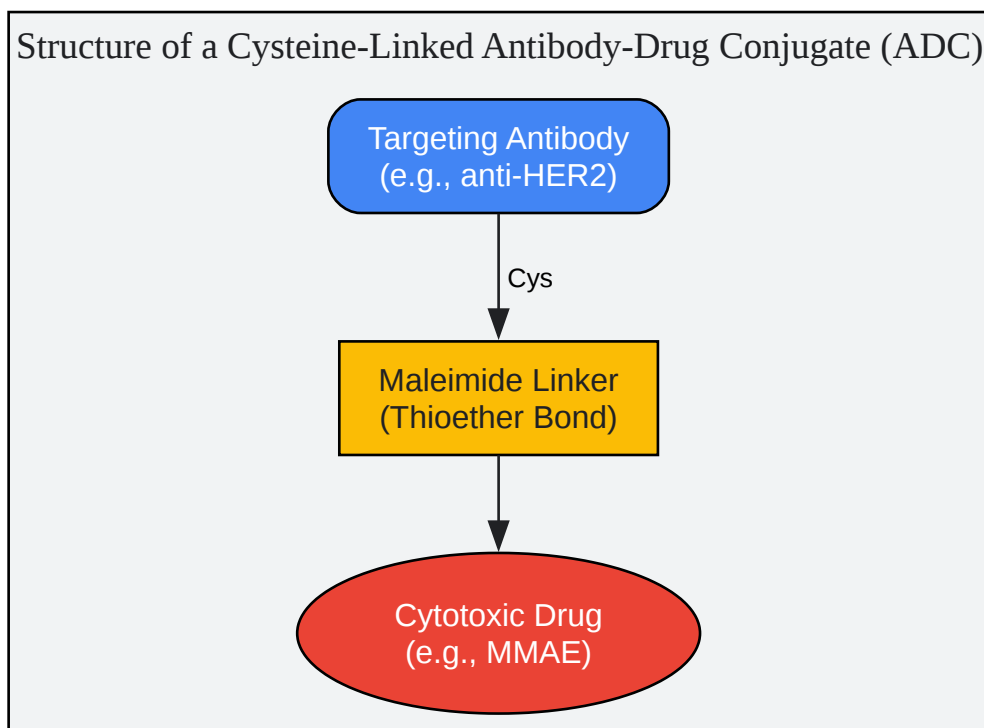 Structure of a Cysteine-Linked Antibody-Drug Conjugate (ADC)
Targeting Antibody
(e.g., anti-HER2)
Cys
Maleimide Linker
(Thioether Bond)
Cytotoxic Drug
(e.g., MMAE)